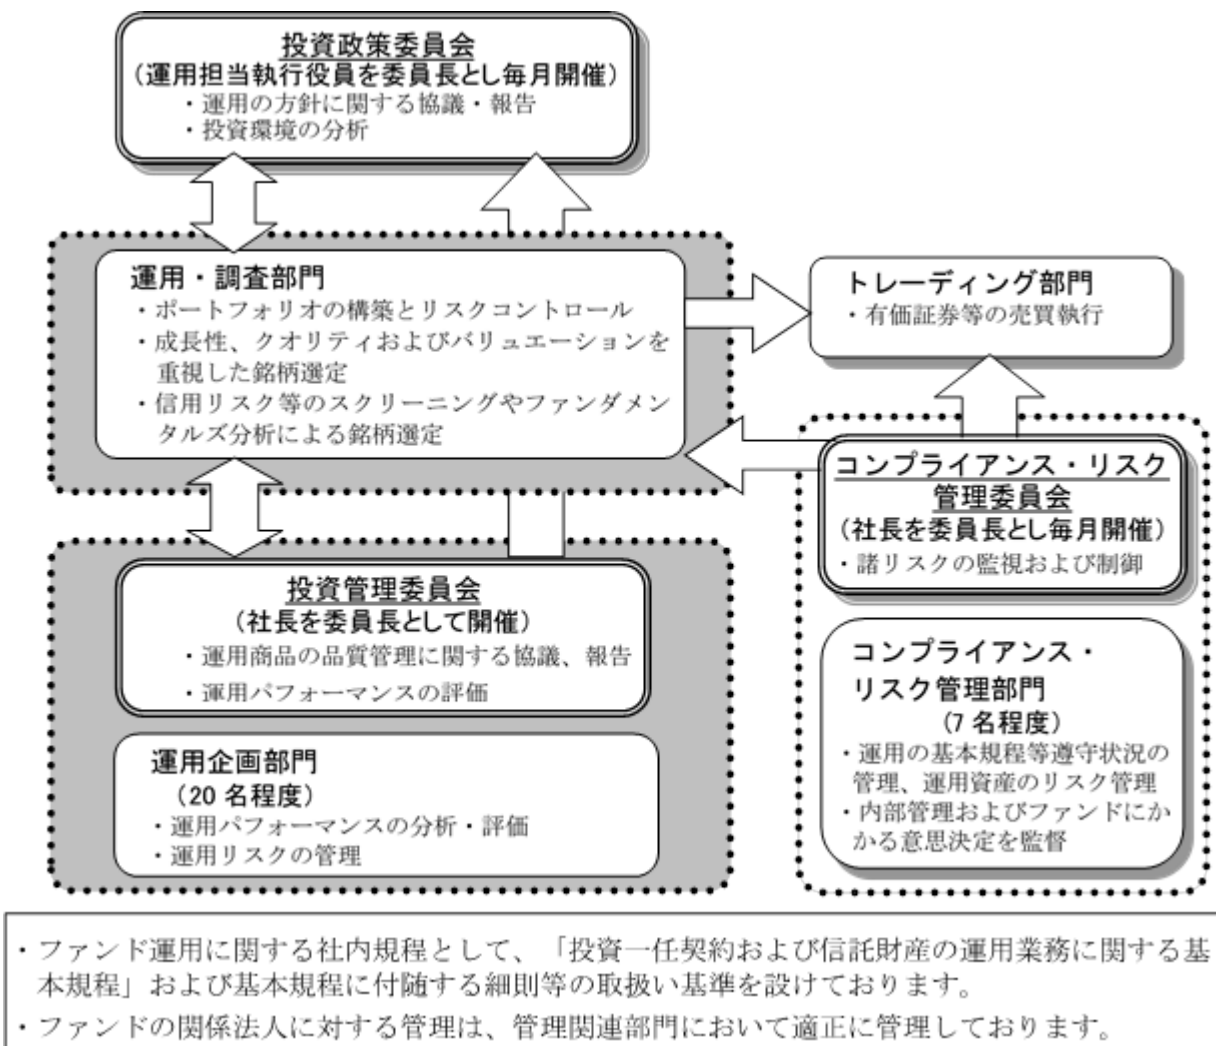 投資政策委員会
(運用担当執行役員を委員長とし毎月開催)
・運用の方針に関する協議・報告
・投資環境の分析
運用・調査部門
・ポートフォリオの構築とリスクコントロール
・成長性、クオリティおよびバリュエーションを
重視した銘柄選定
・信用リスク等のスクリーニングやファンダメン
タルズ分析による銘柄選定
トレーディング部門
・有価証券等の売買執行
コンプライアンス・リスク
管理委員会
(社長を委員長とし毎月開催)
・諸リスクの監視および制御
投資管理委員会
(社長を委員長として開催)
・運用商品の品質管理に関する協議、報告
・運用パフォーマンスの評価
運用企画部門
(20 名程度)
・運用パフォーマンスの分析・評価
・運用リスクの管理
コンプライアンス・
リスク管理部門
(7 名程度)
・運用の基本規程等遵守状況の
管理、運用資産のリスク管理
・内部管理およびファンドにか
かる意思決定を監督
・ファンド運用に関する社内規程として、「投資一任契約および信託財産の運用業務に関する基
本規程」および基本規程に付随する細則等の取扱い基準を設けております。
・ファンドの関係法人に対する管理は、管理関連部門において適正に管理しております。